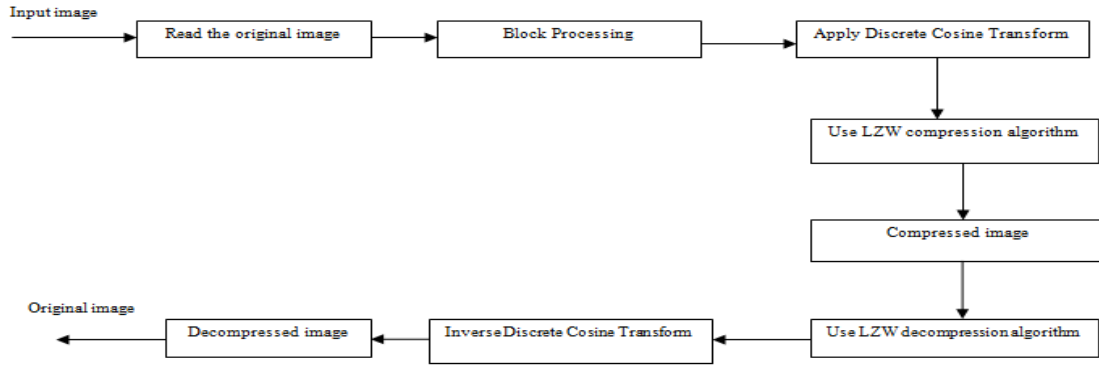 Input image
Read the original image
Block Processing
Apply Discrete Cosine Transform
Use LZW compression algorithm
Compressed image
Original image
Decompressed image
Inverse Discrete Cosine Transform
Use LZW decompression algorithm